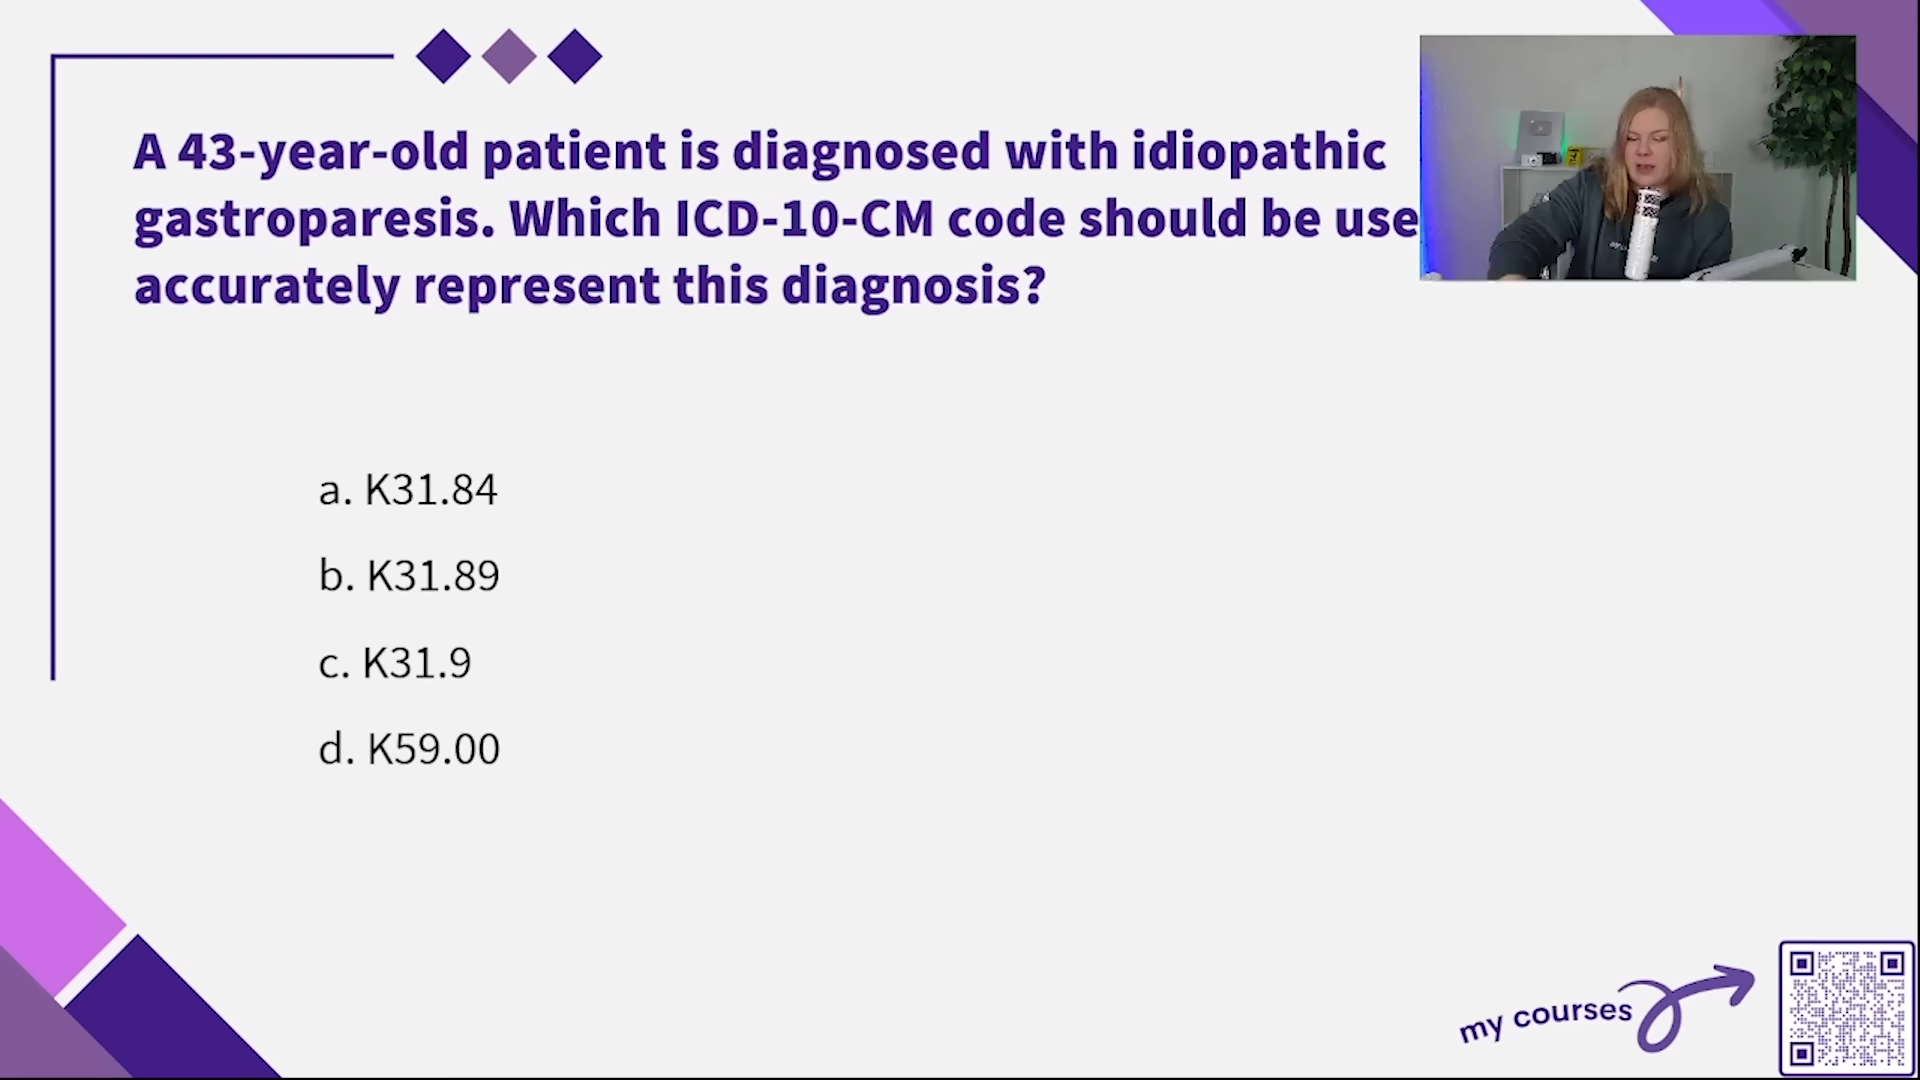 A 43-year-old patient is diagnosed with idiopathic
gastroparesis. Which ICD-10-CM code should be use
accurately represent this diagnosis?
a. K31.84
b. K31.89
c. K31.9
d. K59.00
my courses